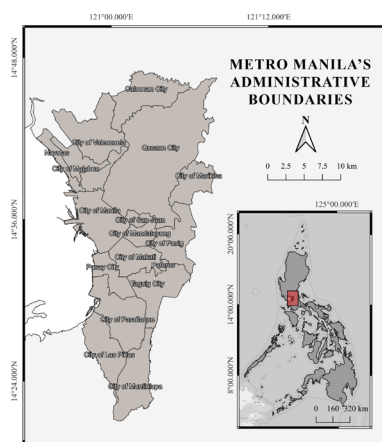 121°00.000'E
121°12.000'E
14°48.000'N
14°36.000'N
14°24.000'N
METRO MANILA'S
ADMINISTRATIVE
BOUNDARIES
N
0 2.5 5 7.5 10 km
Caloocan City
City of Valenzuela
Quezon City
Navotas
City of Malabon
City of Marikina
City of Manila
City of San Juan
City of Mandaluyong
City of Pasig
City of Makati
Pateros
Pasay City
Taguig City
City of Parañaque
City of Las Piñas
City of Muntinlupa
125°00.000'E
20°00.000'N
14°00.000'N
8°00.000'N
0 160 320 km